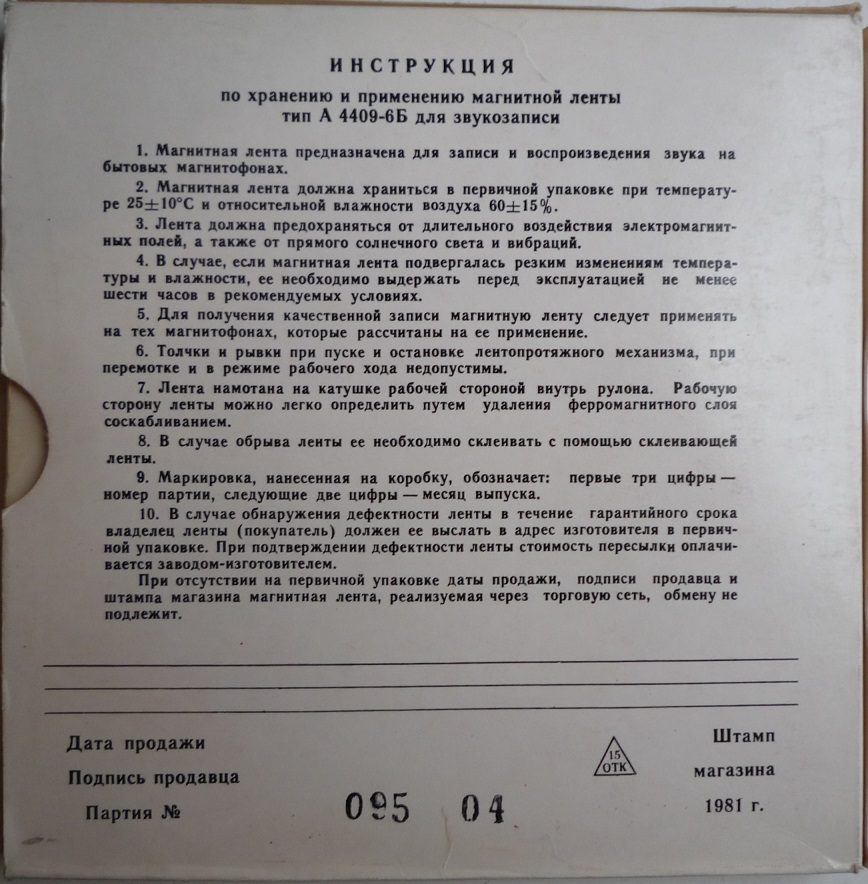 ИНСТРУКЦИЯ
по хранению и применению магнитной ленты
тип А 4409-6Б для звукозаписи
1. Магнитная лента предназначена для записи и воспроизведения звука на
бытовых магнитофонах.
2. Магнитная лента должна храниться в первичной упаковке при температу-
ре 25±10°С и относительной влажности воздуха 60±15%.
3. Лента должна предохраняться от длительного воздействия электромагнит-
ных полей, а также от прямого солнечного света и вибраций.
4. В случае, если магнитная лента подвергалась резким изменениям темпера-
туры и влажности, ее необходимо выдержать перед эксплуатацией не менее
шести часов в рекомендуемых условиях.
5. Для получения качественной записи магнитную ленту следует применять
на тех магнитофонах, которые рассчитаны на ее применение.
6. Толчки и рывки при пуске и остановке лентопротяжного механизма, при
перемотке и в режиме рабочего хода недопустимы.
7. Лента намотана на катушке рабочей стороной внутрь рулона. Рабочую
сторону ленты можно легко определить путем удаления ферромагнитного слоя
соскабливанием.
8. В случае обрыва ленты ее необходимо склеивать с помощью склеивающей
ленты.
9. Маркировка, нанесенная на коробку, обозначает: первые три цифры —
номер партии, следующие две цифры — месяц выпуска.
10. В случае обнаружения дефектности ленты в течение гарантийного срока
владелец ленты (покупатель) должен ее выслать в адрес изготовителя в первич-
ной упаковке. При подтверждении дефектности ленты стоимость пересылки оплачи-
вается заводом-изготовителем.
При отсутствии на первичной упаковке даты продажи, подписи продавца и
штампа магазина магнитная лента, реализуемая через торговую сеть, обмену не
подлежит.
Дата продажи
Подпись продавца
Партия № 095 04
15
ОТК
Штамп
магазина
1981 г.